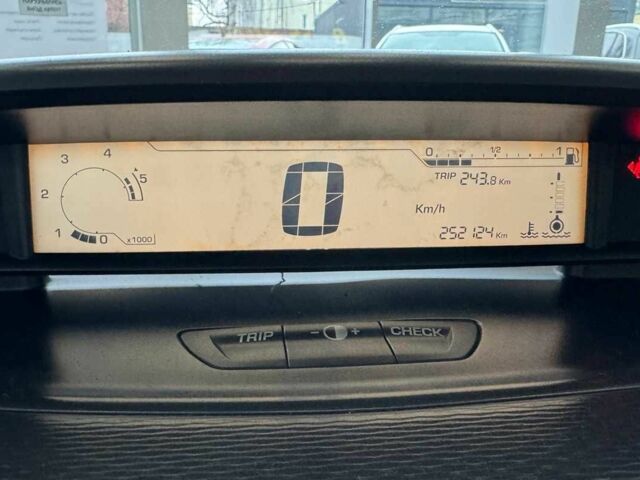 0 1/2 1
TRIP 243.8 Km
3 4 5
2
0
Km/h
1 0 x1000
252124 Km
TRIP - + CHECK